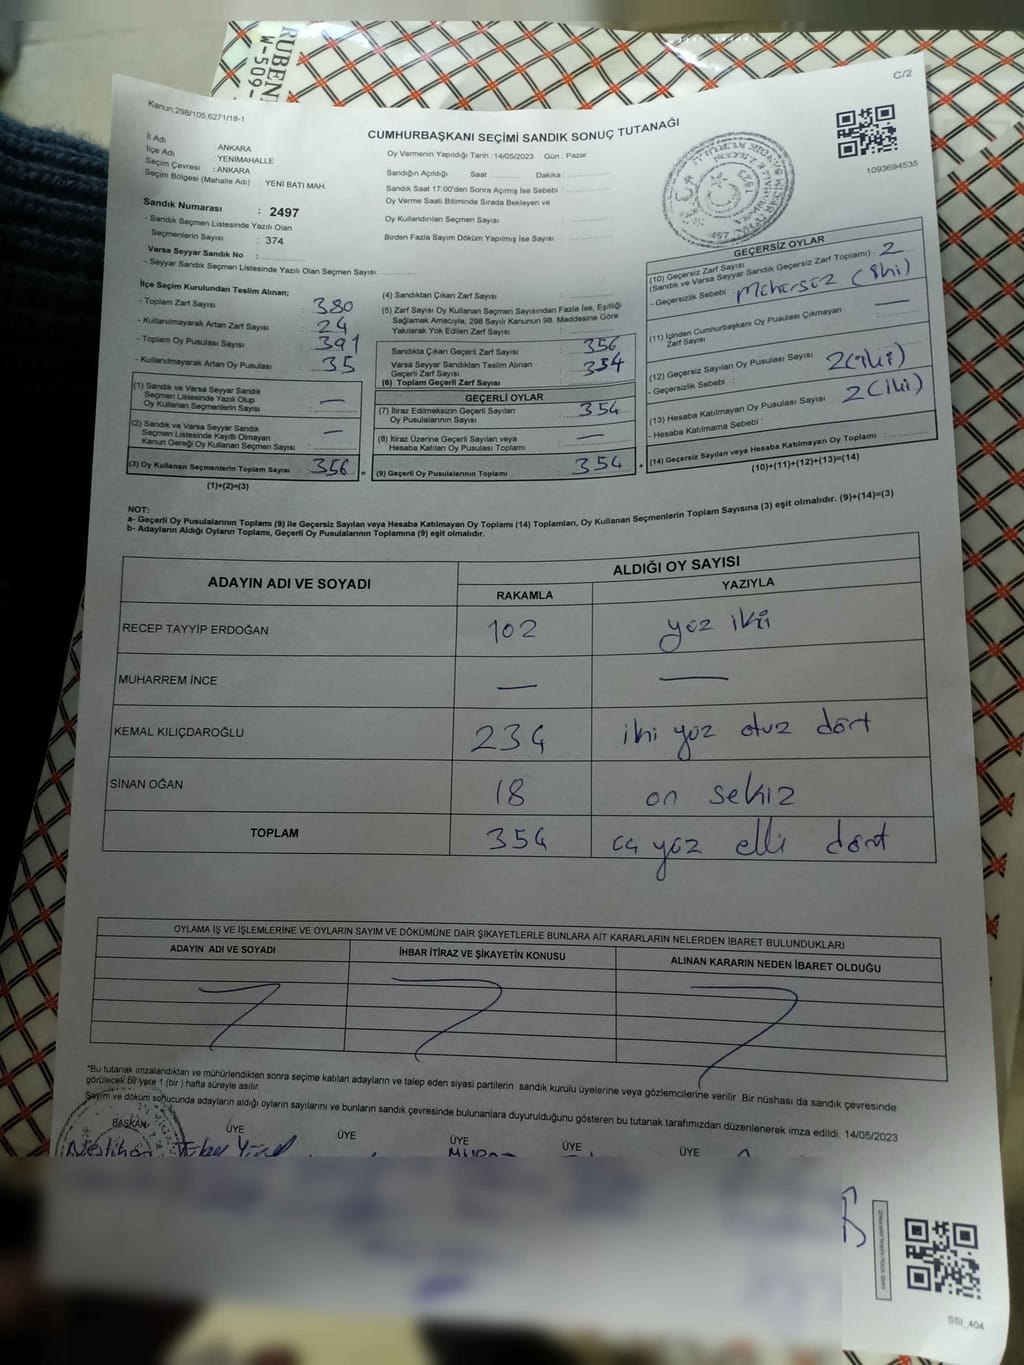 RUBEN
W-509-
C/2
Kanun;298/105;6271/18-1
CUMHURBAŞKANI SEÇİMİ SANDIK SONUÇ TUTANAĞI
1093694535
İl Adı : ANKARA
İlçe Adı : YENİMAHALLE
Seçim Çevresi : ANKARA
Seçim Bölgesi (Mahalle Adı) : YENİ BATI MAH.
Sandık Numarası : 2497
- Sandık Seçmen Listesinde Yazılı Olan
Seçmenlerin Sayısı : 374
Varsa Seyyar Sandık No :
- Seyyar Sandık Seçmen Listesinde Yazılı Olan Seçmen Sayısı:
Oy Vermenin Yapıldığı Tarih : 14/05/2023 Gün : Pazar
Sandığın Açıldığı Saat Dakika :
Sandık Saat 17.00'den Sonra Açımış İse Sebebi :
Oy Verme Saati Bitiminde Sırada Bekleyen ve
Oy Kullandırılan Seçmen Sayısı :
Birden Fazla Sayım Döküm Yapılmış İse Sayısı :
İlçe Seçim Kurulundan Teslim Alınan;
- Toplam Zarf Sayısı : 380
- Kullanılmayarak Artan Zarf Sayısı : 24
- Toplam Oy Pusulası Sayısı : 391
- Kullanılmayarak Artan Oy Pusulası : 35
(1) Sandık ve Varsa Seyyar Sandık
Seçmen Listesinde Yazılı Olup
Oy Kullanan Seçmenlerin Sayısı : —
(2) Sandık ve Varsa Seyyar Sandık
Seçmen Listesinde Kayıtlı Olmayan
Kanun Gereği Oy Kullanan Seçmen Sayısı : —
(3) Oy Kullanan Seçmenlerin Toplam Sayısı : 356
(1)+(2)=(3)
(4) Sandıktan Çıkan Zarf Sayısı :
(5) Zarf Sayısı Oy Kullanan Seçmen Sayısından Fazla İse, Eşitliği
Sağlamak Amacıyla; 298 Sayılı Kanunun 98. Maddesine Göre
Yakılarak Yok Edilen Zarf Sayısı :
Sandıkta Çıkan Geçerli Zarf Sayısı : 356
Varsa Seyyar Sandıktan Teslim Alınan
Geçerli Zarf Sayısı : 354
(6) Toplam Geçerli Zarf Sayısı :
GEÇERLİ OYLAR
(7) İtiraz Edilmeksizin Geçerli Sayılan
Oy Pusulalarının Sayısı : 354
(8) İtiraz Üzerine Geçerli Sayılan veya
Hesaba Katılan Oy Pusulası Toplamı : —
(9) Geçerli Oy Pusulalarının Toplamı : 354
GEÇERSİZ OYLAR
(10) Geçersiz Zarf Sayısı
(Sandık ve Varsa Seyyar Sandık Geçersiz Zarf Toplamı) : 2
- Geçersizlik Sebebi
(11) İçinden Cumhurbaşkanı Oy Pusulası Çıkmayan
Zarf Sayısı : —
(12) Geçersiz Sayılan Oy Pusulası Sayısı 2 (iki)
- Geçersizlik Sebebi :
(13) Hesaba Katılmayan Oy Pusulası Sayısı 2 (iki)
- Hesaba Katılmama Sebebi :
(14) Geçersiz Sayılan veya Hesaba Katılmayan Oy Toplamı :
(10)+(11)+(12)+(13)=(14)
NOT:
a- Geçerli Oy Pusulalarının Toplamı (9) ile Geçersiz Sayılan veya Hesaba Katılmayan Oy Toplamı (14) Toplamları, Oy Kullanan Seçmenlerin Toplam Sayısına (3) eşit olmalıdır. (9)+(14)=(3)
b- Adayların Aldığı Oyların Toplamı, Geçerli Oy Pusulalarının Toplamına (9) eşit olmalıdır.
ADAYIN ADI VE SOYADI ALDIĞI OY SAYISI
RAKAMLA YAZIYLA
RECEP TAYYİP ERDOĞAN 102 yüz iki
MUHARREM İNCE — —
KEMAL KILIÇDAROĞLU 234 iki yüz otuz dört
SİNAN OĞAN 18 on sekiz
TOPLAM 354 yüz elli dört
OYLAMA İŞ VE İŞLEMLERİNE VE OYLARIN SAYIM VE DÖKÜMÜNE DAİR ŞİKAYETLERLE BUNLARA AİT KARARLARIN NELERDEN İBARET BULUNDUKLARI
ADAYIN ADI VE SOYADI İHBAR İTİRAZ VE ŞİKAYETİN KONUSU ALINAN KARARIN NEDEN İBARET OLDUĞU
*Bu tutanak imzalandıktan ve mühürlendikten sonra seçime katılan adayların ve talep eden siyasi partilerin sandık kurulu üyelerine veya gözlemcilerine verilir .Bir nüshası da sandık çevresinde
görülecek bir yere 1 (bir ) hafta süreyle asılır.
Sayım ve döküm sonucunda adayların aldığı oyların sayılarını ve bunların sandık çevresinde bulunanlara duyurulduğunu gösteren bu tutanak tarafımızdan düzenlenerek imza edildi. 14/05/2023
BAŞKAN ÜYE ÜYE ÜYE ÜYE ÜYE
Neslihan
SSI_404